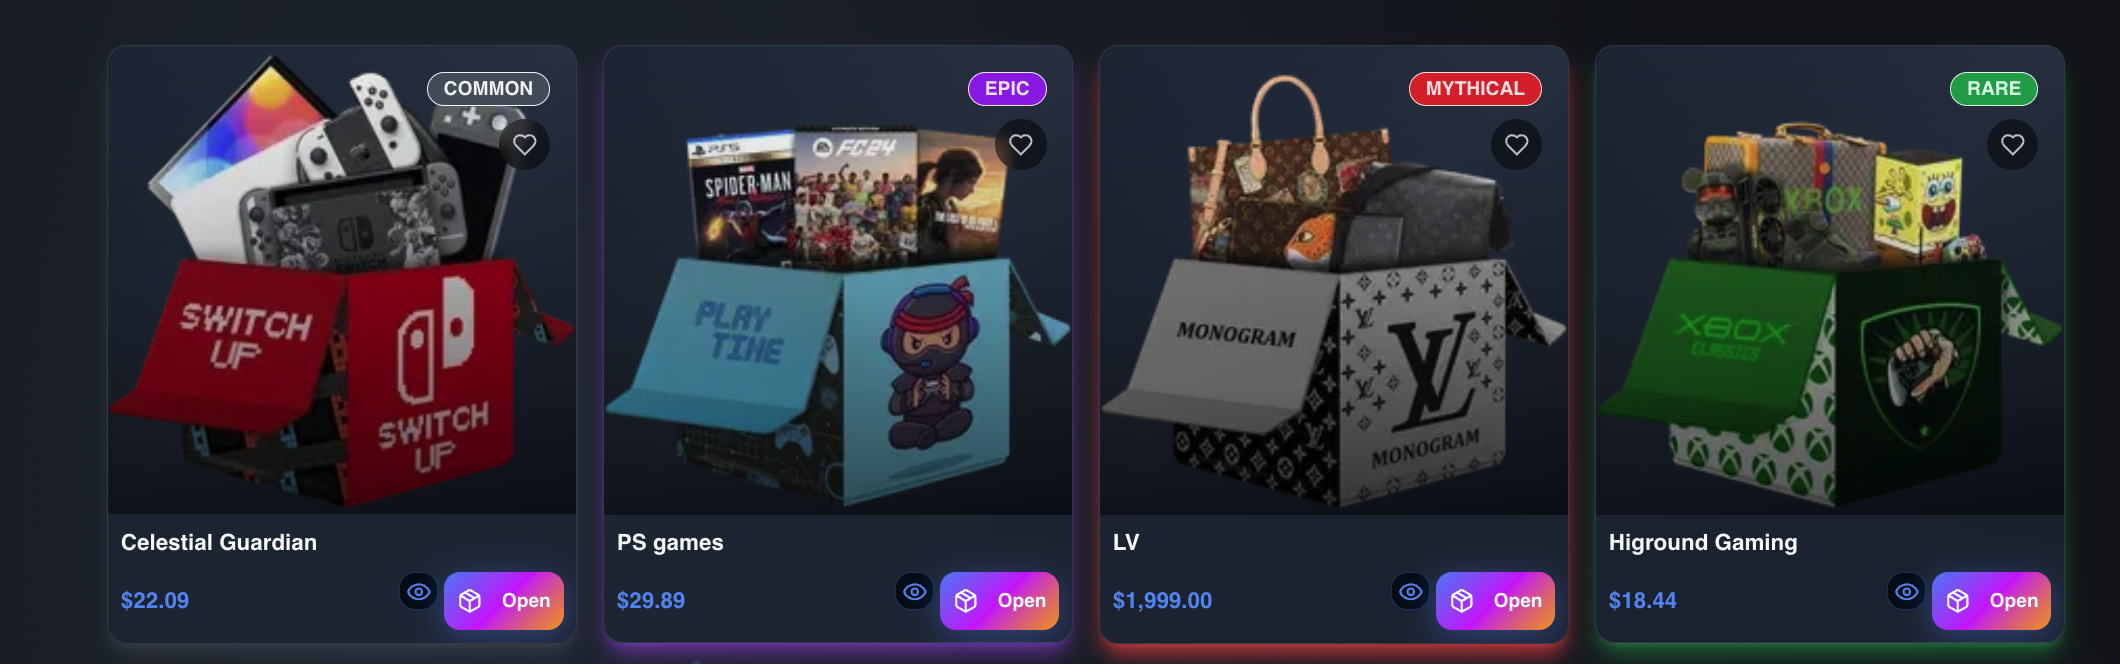 COMMON
SWITCH
UP
SWITCH
UP
Celestial Guardian
$22.09
Open
EPIC
PS5
SPIDER-MAN
FC24
PLAY
TIME
PS games
$29.89
Open
MYTHICAL
MONOGRAM
LV
MONOGRAM
LV
$1,999.00
Open
RARE
XBOX
XBOX
CLASSICS
Higround Gaming
$18.44
Open